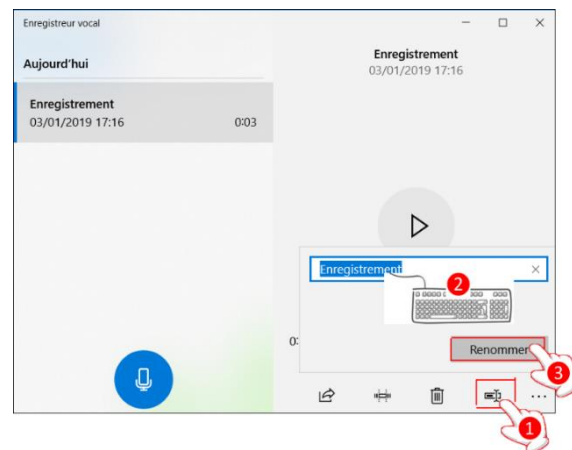 Enregistreur vocal
Aujourd'hui
Enregistrement
03/01/2019 17:16
0:03
Enregistrement
03/01/2019 17:16
Enregistrement
2
0:
Renommer
3
1